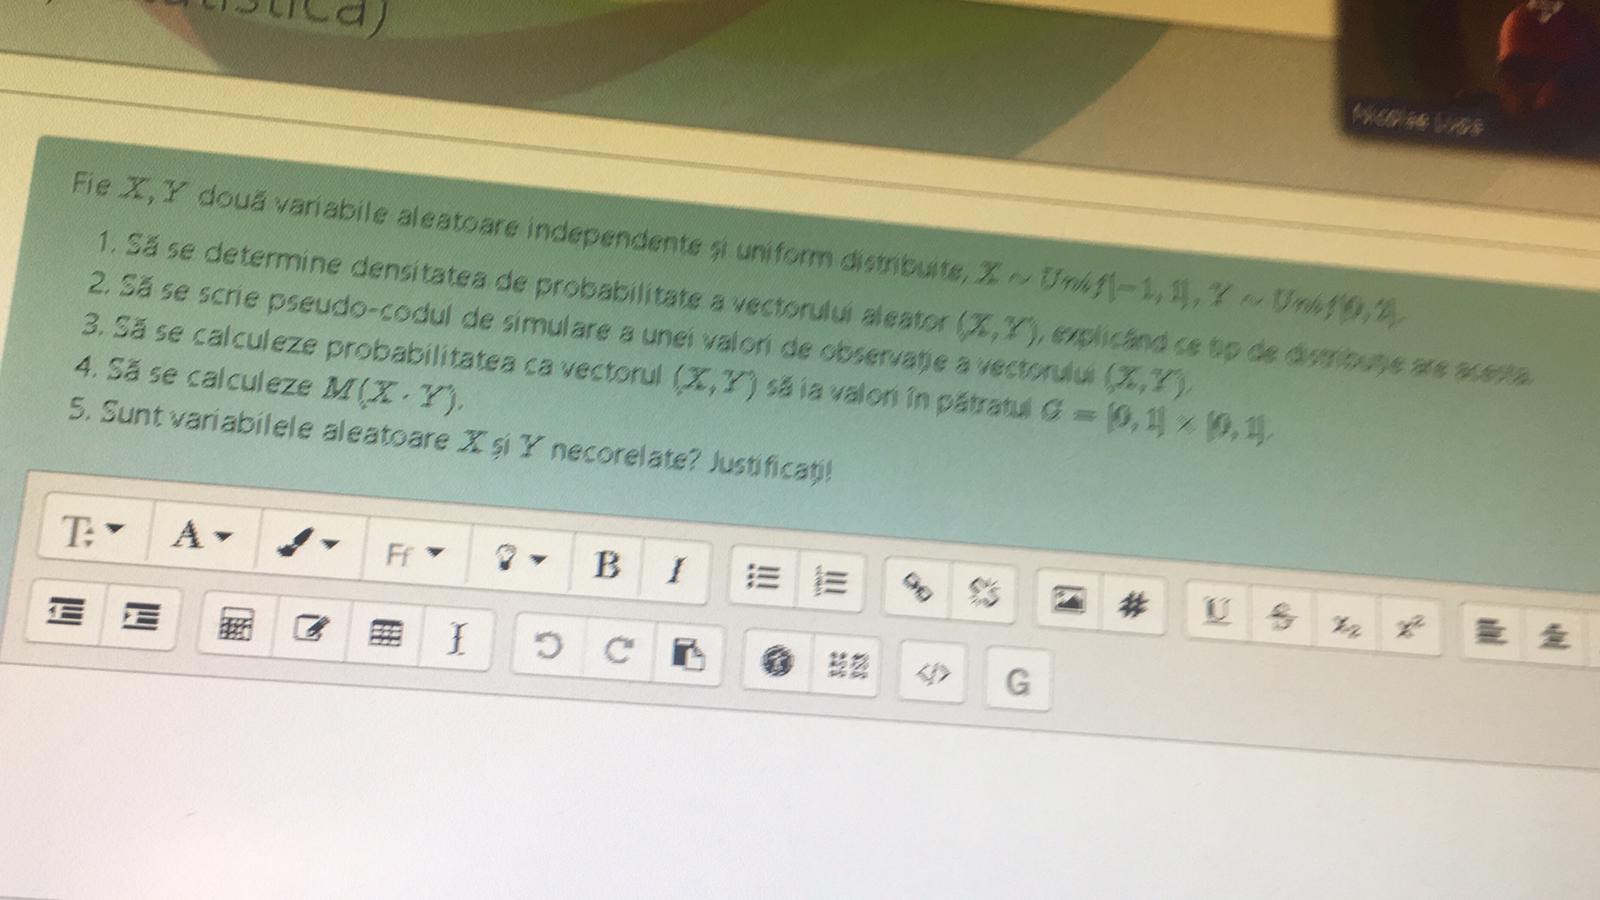 Fie X, Y două variabile aleatoare independente și uniform distribuite, X ~ Unif[−1, 1], Y ~ Unif[0, 2].
1. Să se determine densitatea de probabilitate a vectorului aleator (X, Y), explicând ce tip de distribuție are acesta.
2. Să se scrie pseudo-codul de simulare a unei valori de observație a vectorului (X, Y).
3. Să se calculeze probabilitatea ca vectorul (X, Y) să ia valori în pătratul G = [0, 1] × [0, 1].
4. Să se calculeze M(X · Y).
5. Sunt variabilele aleatoare X și Y necorelate? Justificați!
T A Ff B I # U S x₂ x²
</> G